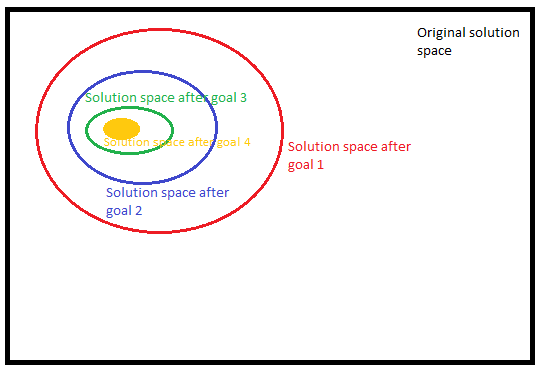 Original solution
space
Solution space after goal 3
Solution space after goal 4
Solution space after
goal 1
Solution space after
goal 2